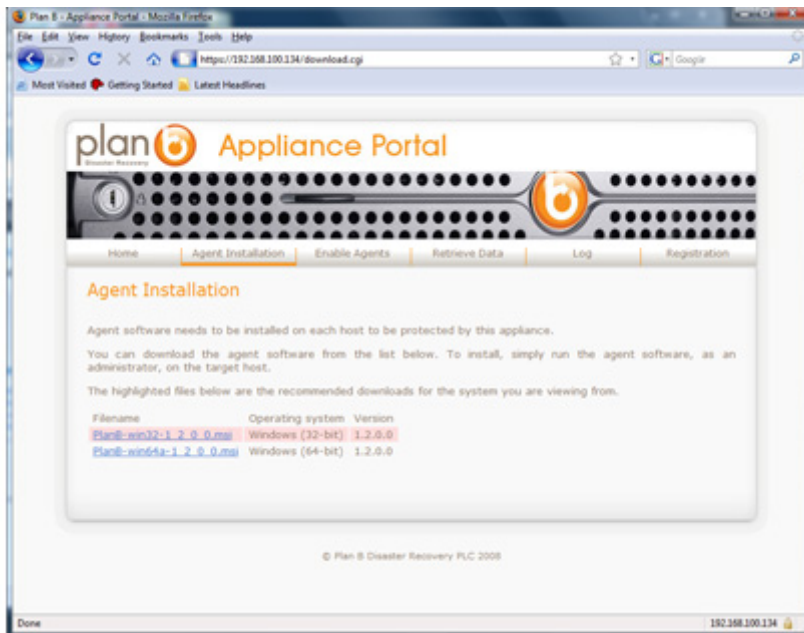 Plan B - Appliance Portal - Mozilla Firefox
File Edit View History Bookmarks Tools Help
https://192.168.100.134/download.cgi
Google
Most Visited Getting Started Latest Headlines
plan b Appliance Portal
Disaster Recovery
b
Home Agent Installation Enable Agents Retrieve Data Log Registration
Agent Installation
Agent software needs to be installed on each host to be protected by this appliance.
You can download the agent software from the list below. To install, simply run the agent software, as an
administrator, on the target host.
The highlighted files below are the recommended downloads for the system you are viewing from.
Filename Operating system Version
PlanB-win32-1_2_0_0.msi Windows (32-bit) 1.2.0.0
PlanB-win64a-1_2_0_0.msi Windows (64-bit) 1.2.0.0
© Plan B Disaster Recovery PLC 2008
Done 192.168.100.134